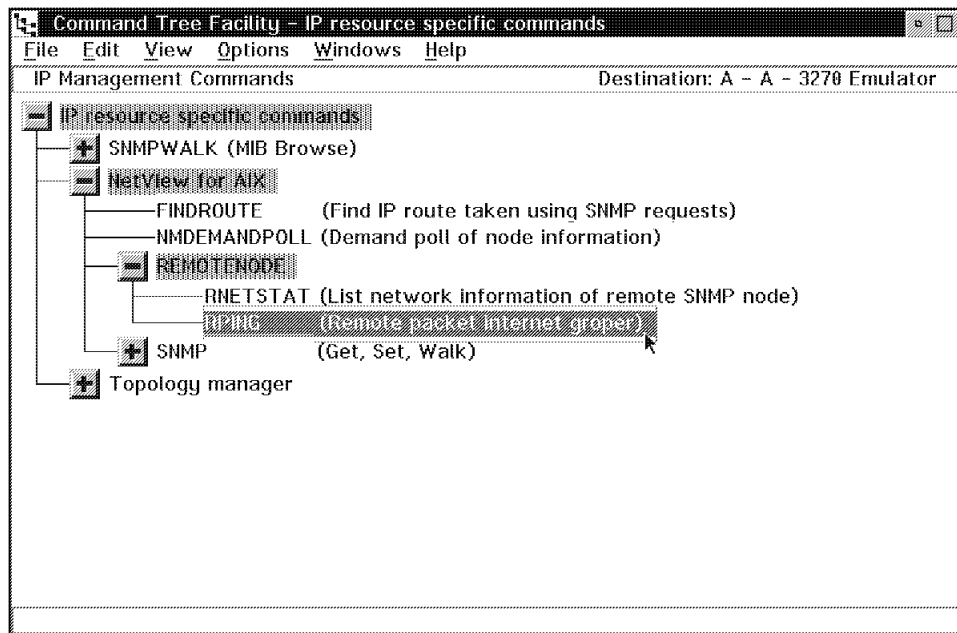 Command Tree Facility - IP resource specific commands
File Edit View Options Windows Help
IP Management Commands Destination: A - A - 3270 Emulator
IP resource specific commands
SNMPWALK (MIB Browse)
NetView for AIX
FINDROUTE (Find IP route taken using SNMP requests)
NMDEMANDPOLL (Demand poll of node information)
REMOTENODE
RNETSTAT (List network information of remote SNMP node)
RPING (Remote packet internet groper)
SNMP (Get, Set, Walk)
Topology manager